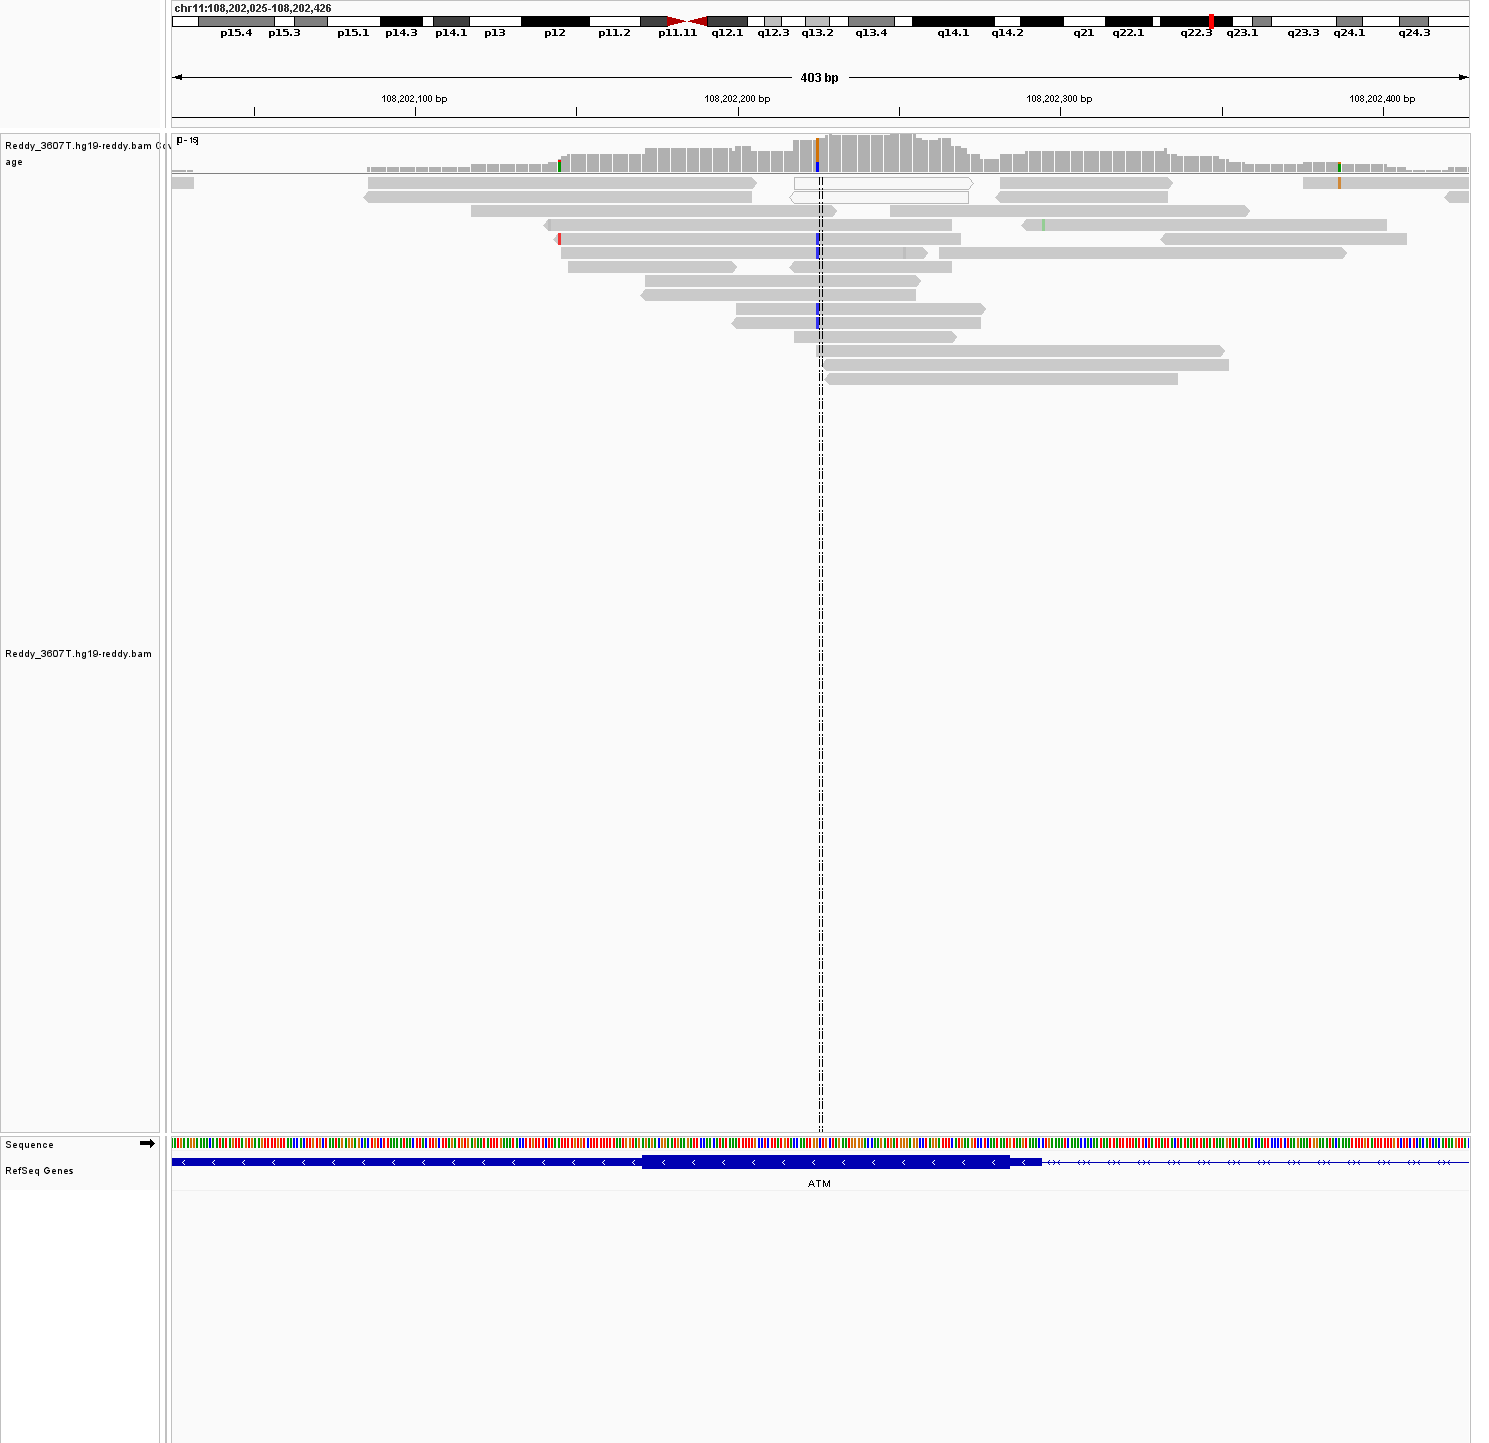 chr11:108,202,025-108,202,426
p15.4 p15.3 p15.1 p14.3 p14.1 p13 p12 p11.2 p11.11 q12.1 q12.3 q13.2 q13.4 q14.1 q14.2 q21 q22.1 q22.3 q23.1 q23.3 q24.1 q24.3
403 bp
108,202,100 bp 108,202,200 bp 108,202,300 bp 108,202,400 bp
Reddy_3607T.hg19-reddy.bam Cov
age
[0 - 15]
Reddy_3607T.hg19-reddy.bam
Sequence
RefSeq Genes
ATM